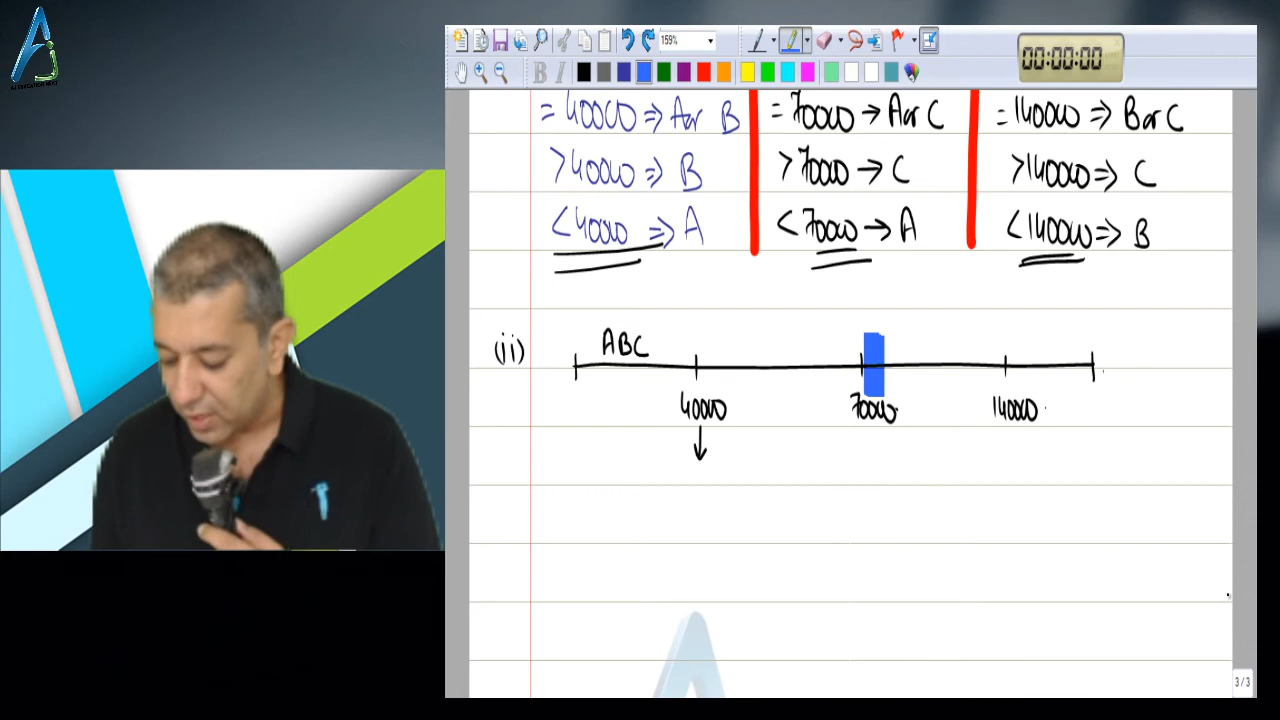 00:00:00
159%
B I
= 40000 => A or B
= 70000 → A or C
= 140000 => B or C
> 40000 => B
> 70000 → C
> 140000 => C
< 40000 => A
< 70000 → A
< 140000 => B
(ii)
ABC
40000
70000
140000
3/3